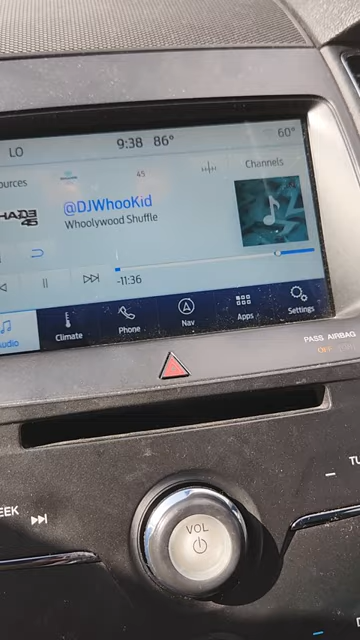 LO 9:38 86° 60°
ources 45 Channels
SHADE 45
@DJWhooKid
Whoolywood Shuffle
-11:36
Audio Climate Phone Nav Apps Settings
PASS AIRBAG
OFF
EEK
VOL
TU